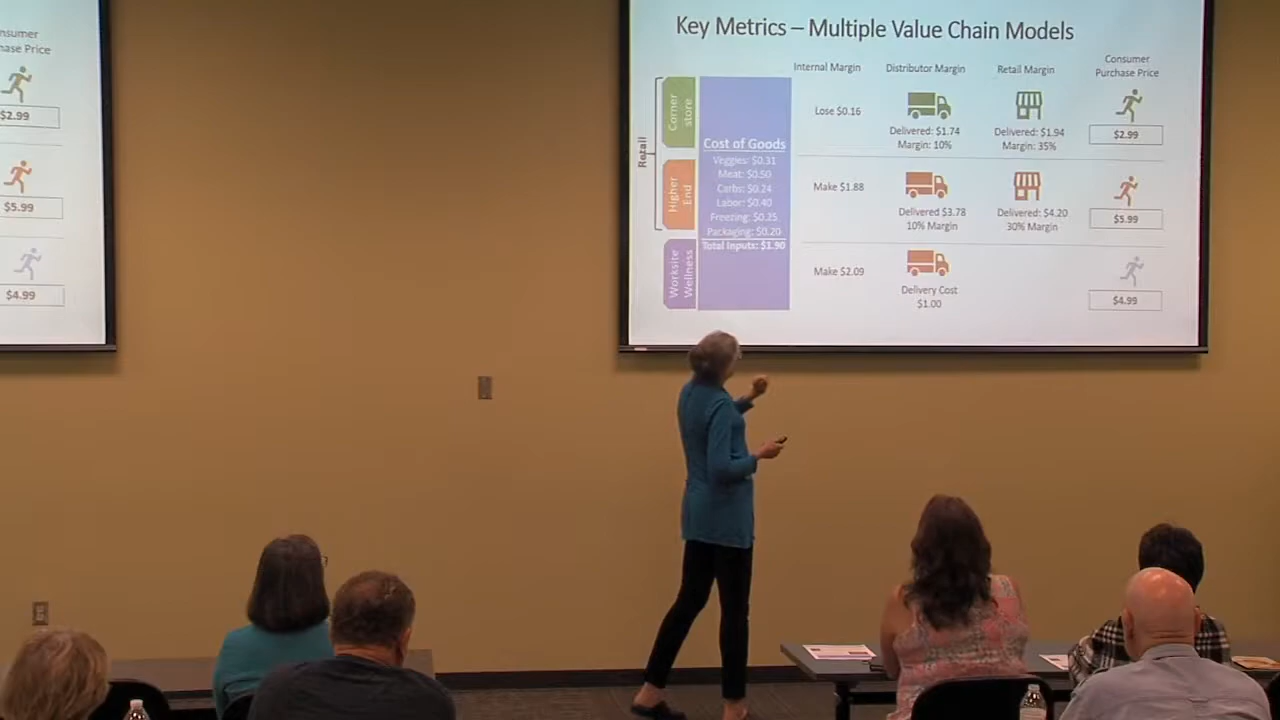 nsumer
hase Price
$2.99
$5.99
$4.99
Key Metrics – Multiple Value Chain Models
Internal Margin
Distributor Margin
Retail Margin
Consumer
Purchase Price
Retail
Corner
store
Higher
End
Worksite
Wellness
Cost of Goods
Veggies: $0.31
Meat: $0.50
Carbs: $0.24
Labor: $0.40
Freezing: $0.25
Packaging: $0.20
Total Inputs: $1.90
Lose $0.16
Delivered: $1.74
Margin: 10%
Delivered: $1.94
Margin: 35%
$2.99
Make $1.88
Delivered $3.78
10% Margin
Delivered: $4.20
30% Margin
$5.99
Make $2.09
Delivery Cost
$1.00
$4.99